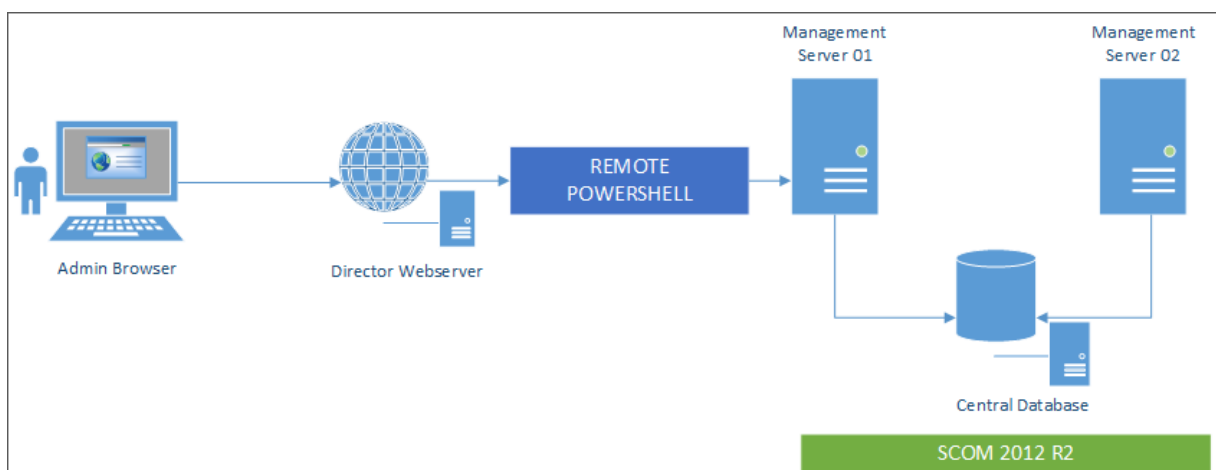 Management
Server 01
Management
Server 02
REMOTE
POWERSHELL
Admin Browser
Director Webserver
Central Database
SCOM 2012 R2